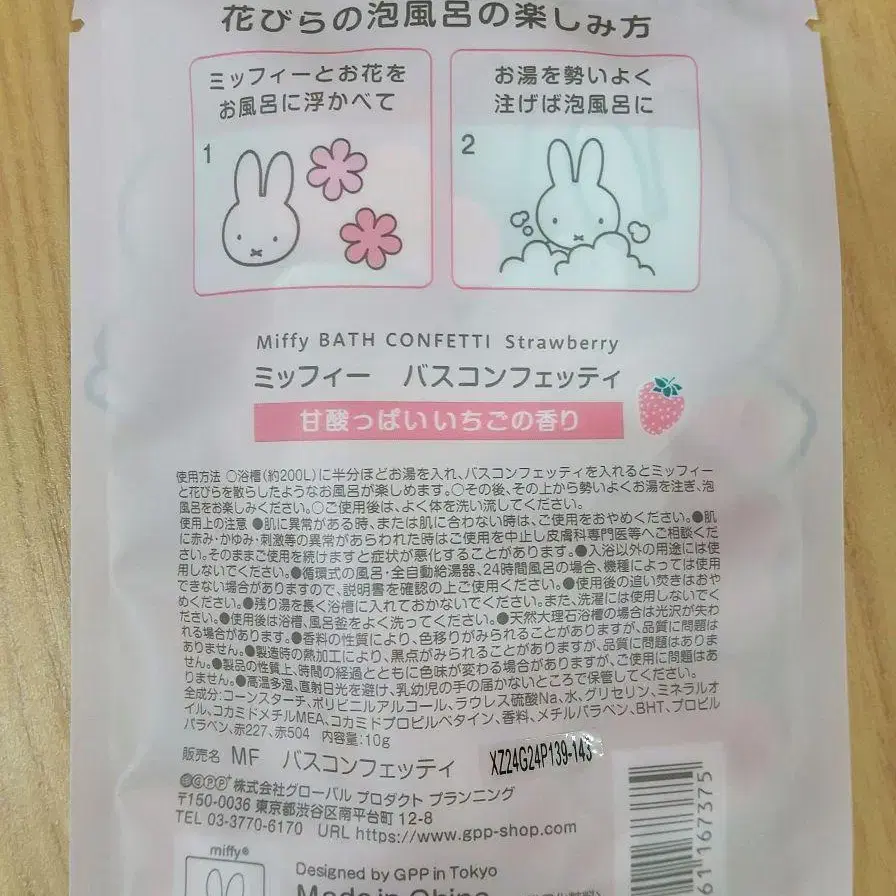 花びらの泡風呂の楽しみ方
ミッフィーとお花を
お風呂に浮かべて
1
お湯を勢いよく
注げば泡風呂に
2
Miffy BATH CONFETTI Strawberry
ミッフィー バスコンフェッティ
甘酸っぱいいちごの香り
使用方法 ○浴槽(約200L)に半分ほどお湯を入れ、バスコンフェッティを入れるとミッフィー
と花びらを散らしたようなお風呂が楽しめます。○その後、その上から勢いよくお湯を注ぎ、泡
風呂をお楽しみください。○ご使用後は、よく体を洗い流してください。
使用上の注意 ●肌に異常がある時、または肌に合わない時は、ご使用をおやめください。●肌
に赤み・かゆみ・刺激等の異常があらわれた時はご使用を中止し皮膚科専門医等へご相談くだ
さい。そのままご使用を続けますと症状が悪化することがあります。●入浴以外の用途には使
用しないでください。●循環式の風呂・全自動給湯器、24時間風呂の場合、機種によっては使用
できない場合がありますので、説明書を確認の上ご使用ください。●使用後の追い焚きはおや
めください。●残り湯を長く浴槽に入れておかないでください。また、洗濯には使用しないでく
ださい。●使用後は浴槽、風呂釜をよく洗ってください。●天然大理石浴槽の場合は光沢が失わ
れる場合があります。●香料の性質により、色移りがみられることがありますが、品質に問題は
ありません。●製造時の熱加工により、黒点がみられることがありますが、品質に問題はありま
せん。●製品の性質上、時間の経過とともに色味が変わる場合がありますが、ご使用に問題はあ
りません。●高温多湿、直射日光を避け、乳幼児の手の届かないところで保管してください。
全成分:コーンスターチ、ポリビニルアルコール、ラウレス硫酸Na、水、グリセリン、ミネラルオ
イル、コカミドメチルMEA、コカミドプロピルベタイン、香料、メチルパラベン、BHT、プロピル
パラベン、赤227、赤504 内容量:10g
販売名 MF バスコンフェッティ XZ24G24P139-143
GPP 株式会社グローバル プロダクト プランニング
〒150-0036 東京都渋谷区南平台町 12-8
TEL 03-3770-6170 URL https://www.gpp-shop.com
miffy®
Designed by GPP in Tokyo
Made in China
61167375